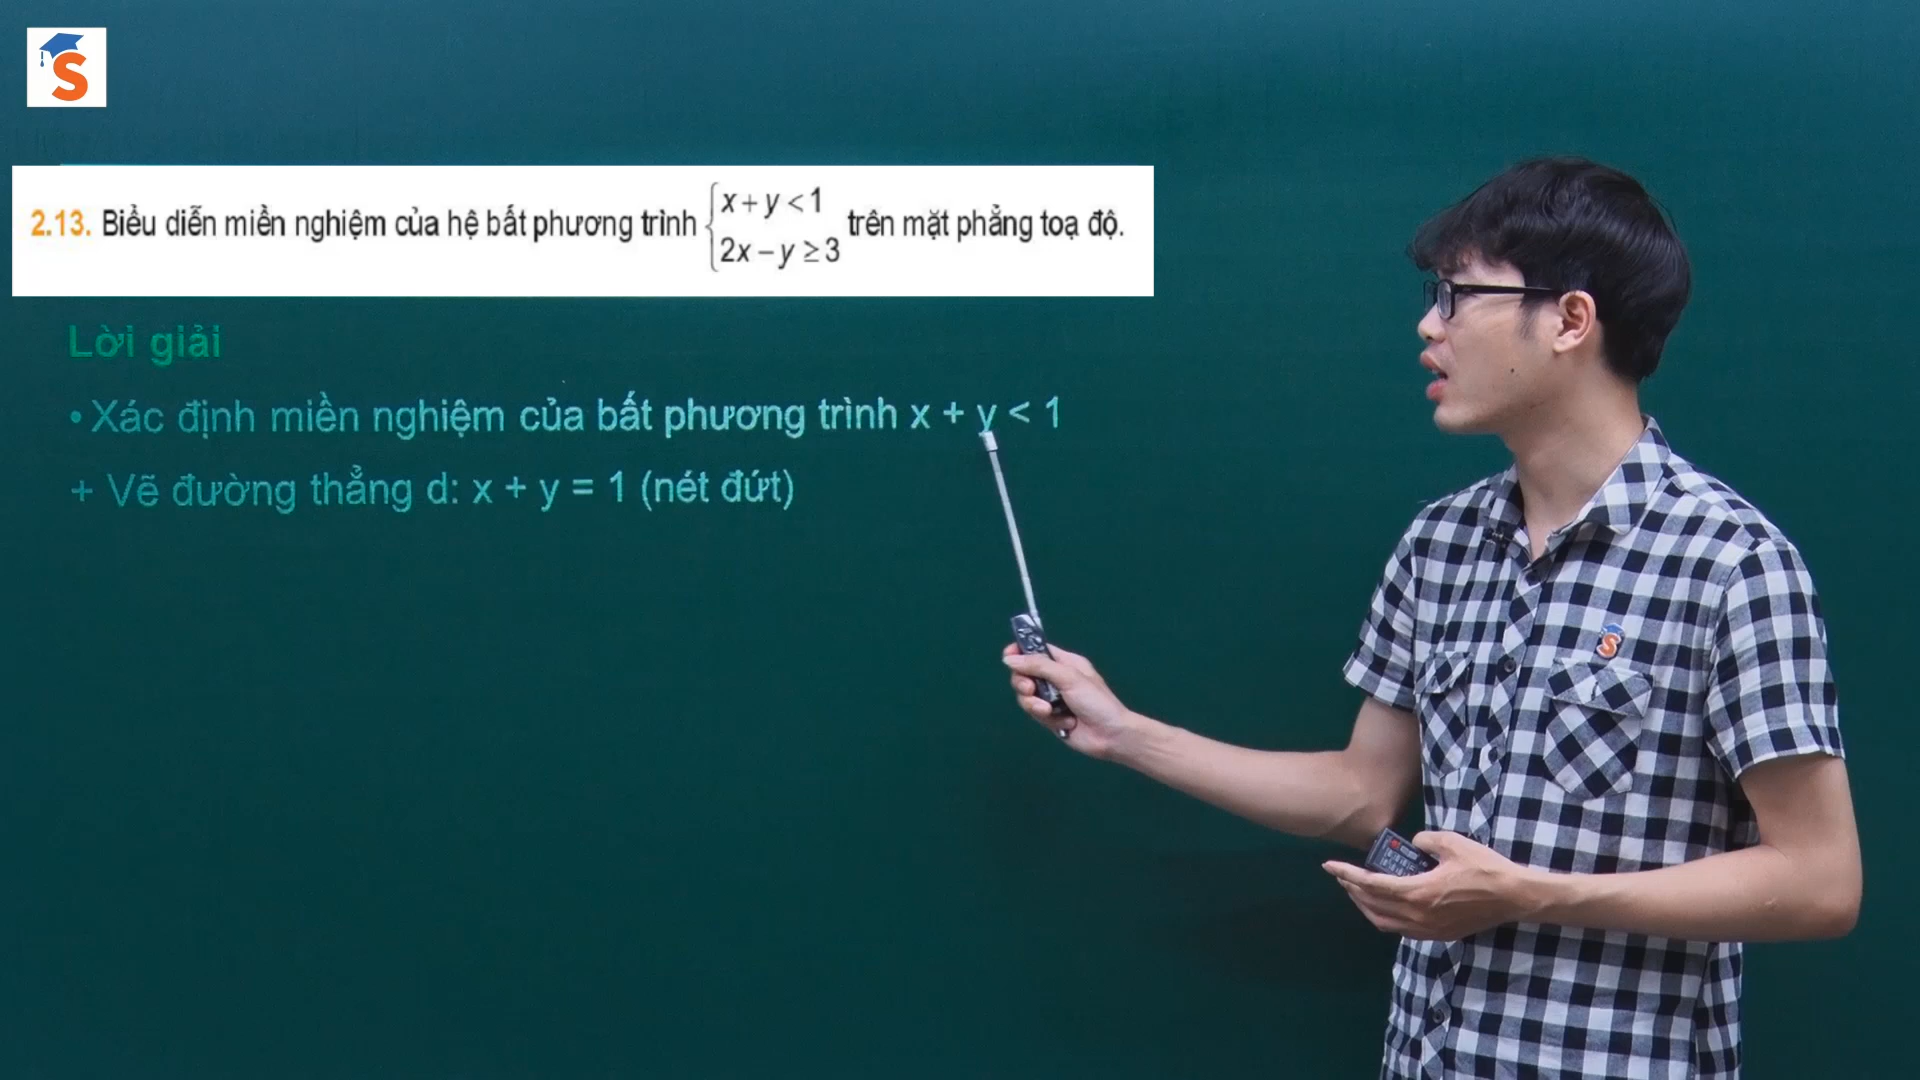 S
2.13. Biểu diễn miền nghiệm của hệ bất phương trình { x + y < 1 trên mặt phẳng toạ độ.
2x – y ≥ 3
Lời giải
• Xác định miền nghiệm của bất phương trình x + y < 1
+ Vẽ đường thẳng d: x + y = 1 (nét đứt)
S